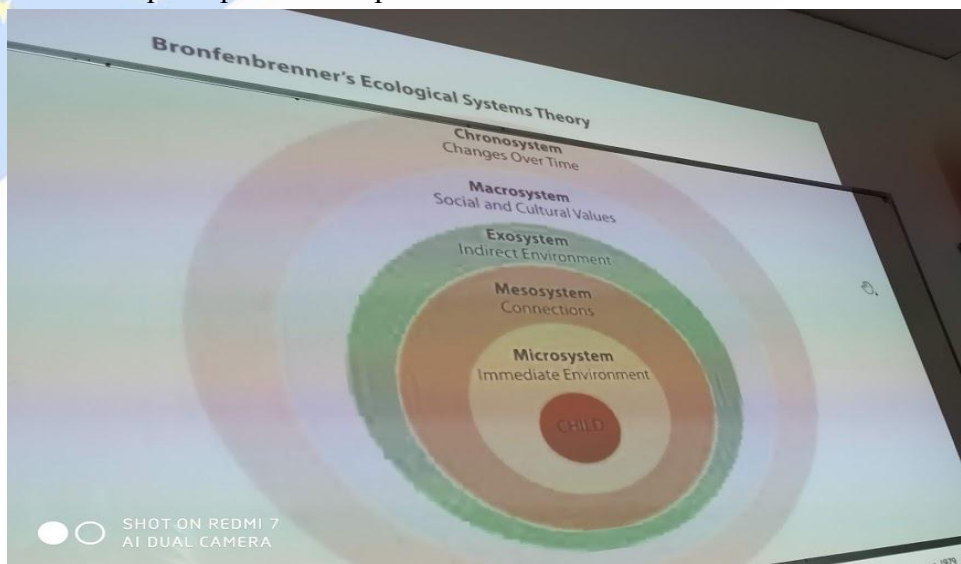 Bronfenbrenner's Ecological Systems Theory
Chronosystem
Changes Over Time
Macrosystem
Social and Cultural Values
Exosystem
Indirect Environment
Mesosystem
Connections
Microsystem
Immediate Environment
CHILD
1979
SHOT ON REDMI 7
AI DUAL CAMERA